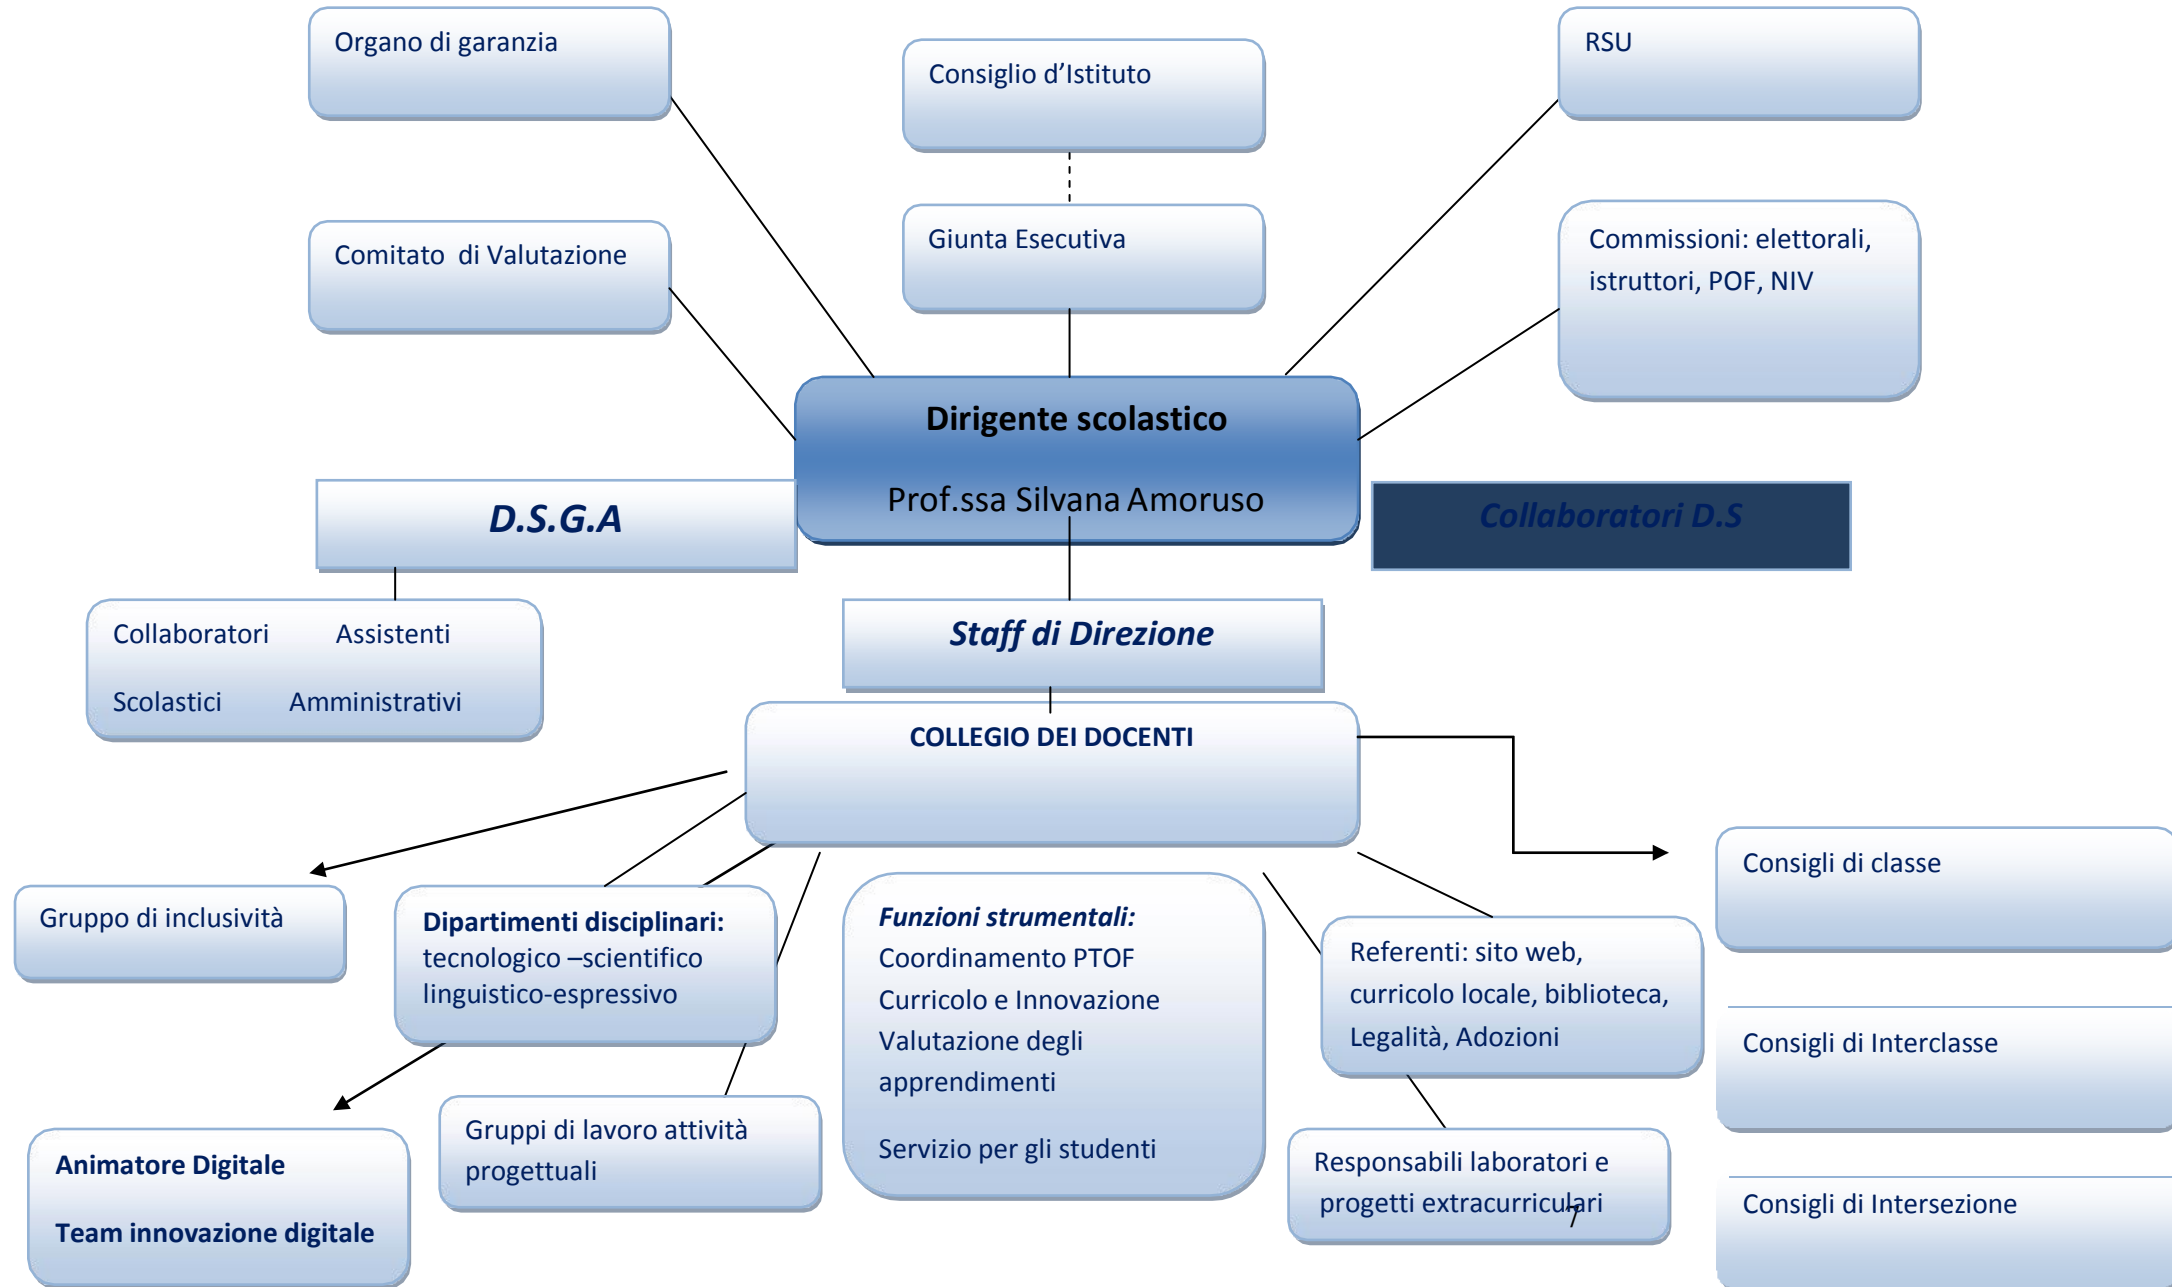 Organo di garanzia
Consiglio d'Istituto
RSU
Comitato di Valutazione
Giunta Esecutiva
Commissioni: elettorali,
istruttori, POF, NIV
Dirigente scolastico
Prof.ssa Silvana Amoruso
D.S.G.A
Collaboratori D.S
Collaboratori Assistenti
Scolastici Amministrativi
Staff di Direzione
COLLEGIO DEI DOCENTI
Gruppo di inclusività
Dipartimenti disciplinari:
tecnologico –scientifico
linguistico-espressivo
Funzioni strumentali:
Coordinamento PTOF
Curricolo e Innovazione
Valutazione degli
apprendimenti
Servizio per gli studenti
Referenti: sito web,
curricolo locale, biblioteca,
Legalità, Adozioni
Consigli di classe
Consigli di Interclasse
Consigli di Intersezione
Animatore Digitale
Team innovazione digitale
Gruppi di lavoro attività
progettuali
Responsabili laboratori e
progetti extracurriculari
7